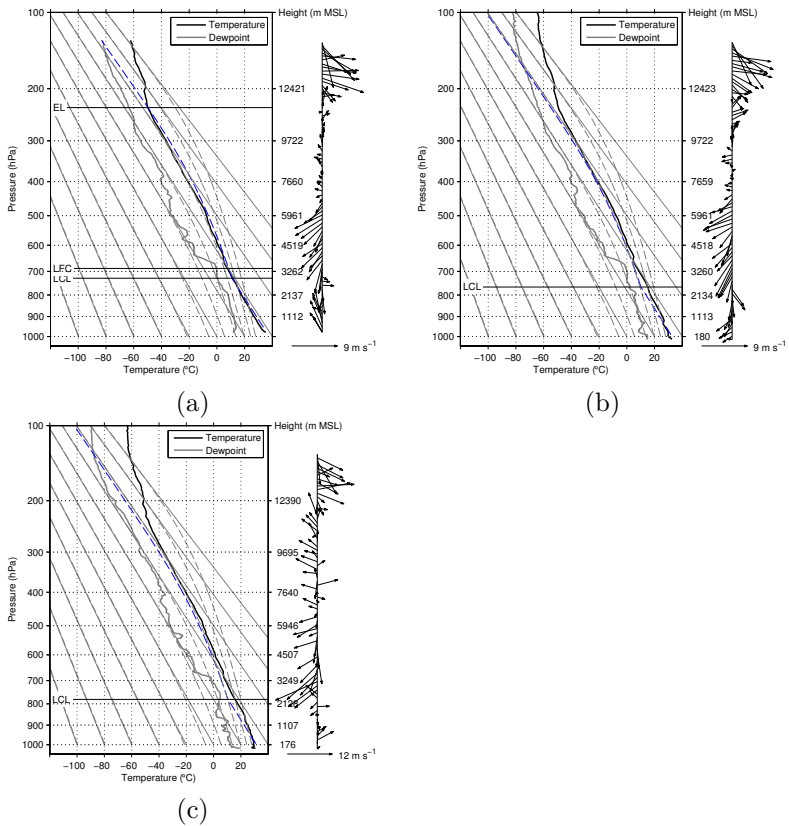 100
200
300
400
500
600
700
800
900
1000
Pressure (hPa)
Temperature
Dewpoint
Height (m MSL)
12421
9722
7660
5961
4519
3262
2137
1112
EL
LFC
LCL
−120 −100 −80 −60 −40 −20 0 20
Temperature (°C)
9 m s⁻¹
(a)
100
200
300
400
500
600
700
800
900
1000
Pressure (hPa)
Temperature
Dewpoint
Height (m MSL)
12423
9722
7659
5961
4518
3260
2134
1113
180
LCL
−100 −80 −60 −40 −20 0 20
Temperature (°C)
9 m s⁻¹
(b)
100
200
300
400
500
600
700
800
900
1000
Pressure (hPa)
Temperature
Dewpoint
Height (m MSL)
12390
9695
7640
5946
4507
3249
1107
176
LCL
−100 −80 −60 −40 −20 0 20
Temperature (°C)
12 m s⁻¹
(c)